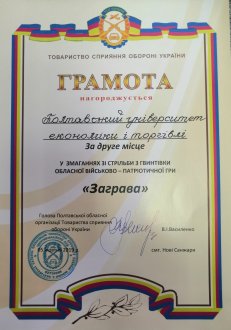 ТОВАРИСТВО СПРИЯННЯ ОБОРОНІ УКРАЇНИ
ГРАМОТА
нагороджується
Полтавський університет
економіки і торгівлі
За друге місце
У ЗМАГАННЯХ ЗІ СТРІЛЬБИ З ГВИНТІВКИ
ОБЛАСНОЇ ВІЙСЬКОВО – ПАТРІОТИЧНОЇ ГРИ
«Заграва»
Голова Полтавської обласної
організації Товариства сприяння
обороні України
В.І.Василенко
смт. Нові Санжари